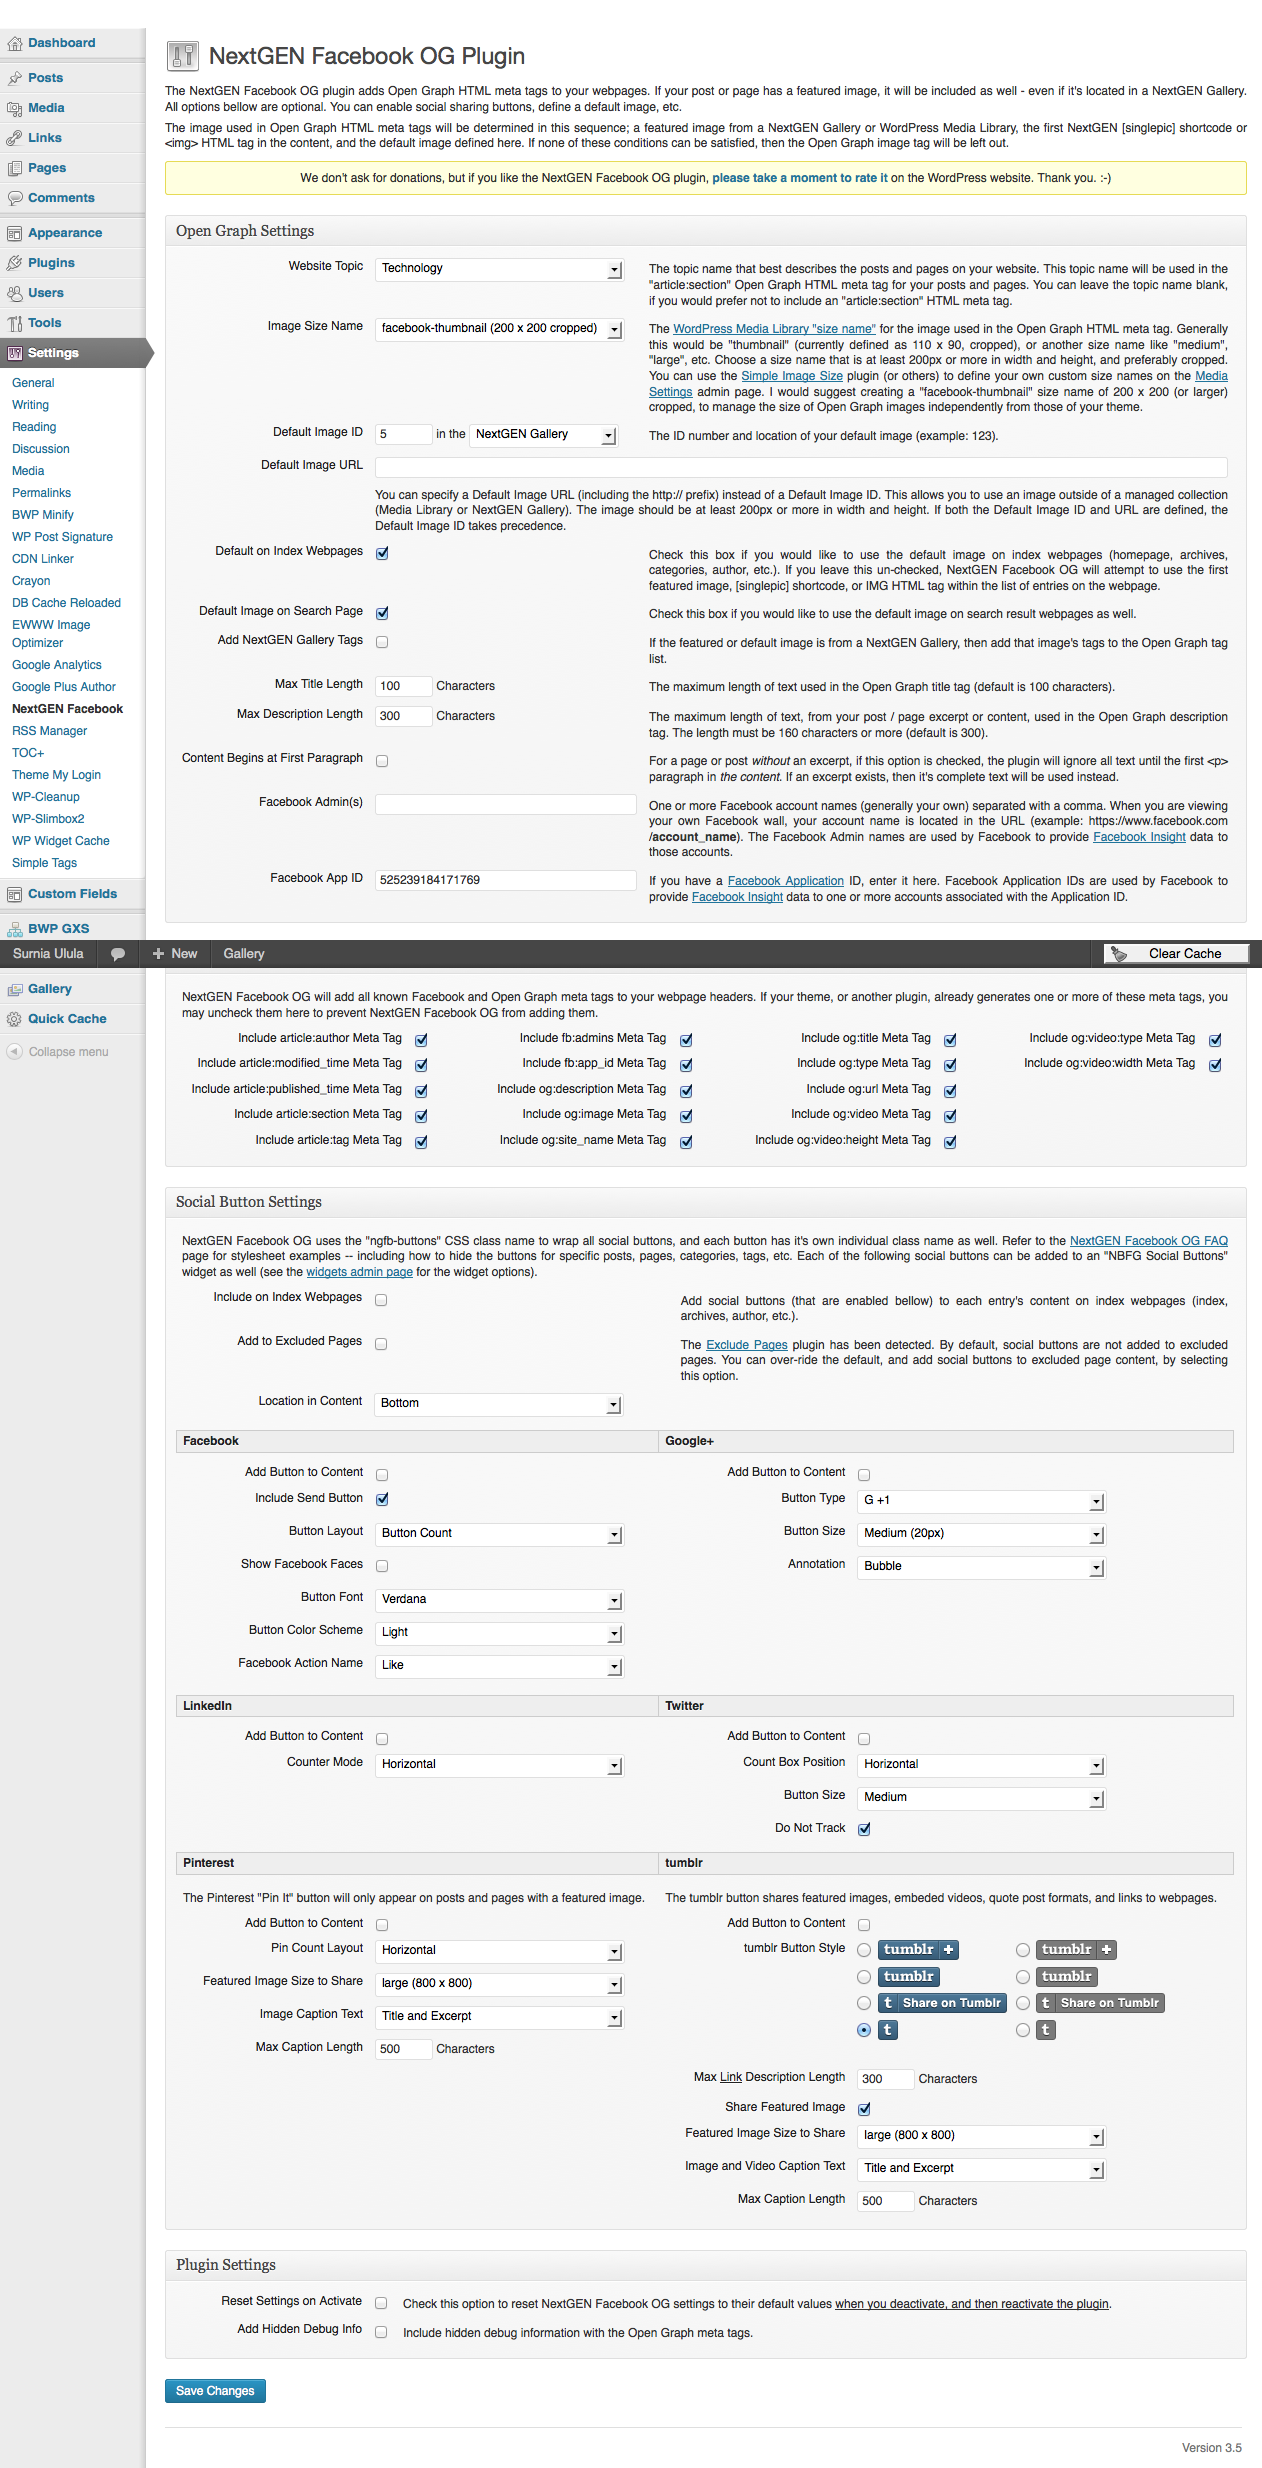 Dashboard
Posts
Media
Links
Pages
Comments
Appearance
Plugins
Users
Tools
Settings
General
Writing
Reading
Discussion
Media
Permalinks
BWP Minify
WP Post Signature
CDN Linker
Crayon
DB Cache Reloaded
EWWW Image
Optimizer
Google Analytics
Google Plus Author
NextGEN Facebook
RSS Manager
TOC+
Theme My Login
WP-Cleanup
WP-Slimbox2
WP Widget Cache
Simple Tags
Custom Fields
BWP GXS
NextGEN Facebook OG Plugin
The NextGEN Facebook OG plugin adds Open Graph HTML meta tags to your webpages. If your post or page has a featured image, it will be included as well - even if it's located in a NextGEN Gallery.
All options bellow are optional. You can enable social sharing buttons, define a default image, etc.
The image used in Open Graph HTML meta tags will be determined in this sequence; a featured image from a NextGEN Gallery or WordPress Media Library, the first NextGEN [singlepic] shortcode or
<img> HTML tag in the content, and the default image defined here. If none of these conditions can be satisfied, then the Open Graph image tag will be left out.
We don't ask for donations, but if you like the NextGEN Facebook OG plugin, please take a moment to rate it on the WordPress website. Thank you. :-)
Open Graph Settings
Website Topic Technology
The topic name that best describes the posts and pages on your website. This topic name will be used in the
"article:section" Open Graph HTML meta tag for your posts and pages. You can leave the topic name blank,
if you would prefer not to include an "article:section" HTML meta tag.
Image Size Name facebook-thumbnail (200 x 200 cropped)
The WordPress Media Library "size name" for the image used in the Open Graph HTML meta tag. Generally
this would be "thumbnail" (currently defined as 110 x 90, cropped), or another size name like "medium",
"large", etc. Choose a size name that is at least 200px or more in width and height, and preferably cropped.
You can use the Simple Image Size plugin (or others) to define your own custom size names on the Media
Settings admin page. I would suggest creating a "facebook-thumbnail" size name of 200 x 200 (or larger)
cropped, to manage the size of Open Graph images independently from those of your theme.
Default Image ID 5 in the NextGEN Gallery The ID number and location of your default image (example: 123).
Default Image URL
You can specify a Default Image URL (including the http:// prefix) instead of a Default Image ID. This allows you to use an image outside of a managed collection
(Media Library or NextGEN Gallery). The image should be at least 200px or more in width and height. If both the Default Image ID and URL are defined, the
Default Image ID takes precedence.
Default on Index Webpages
Check this box if you would like to use the default image on index webpages (homepage, archives,
categories, author, etc.). If you leave this un-checked, NextGEN Facebook OG will attempt to use the first
featured image, [singlepic] shortcode, or IMG HTML tag within the list of entries on the webpage.
Default Image on Search Page Check this box if you would like to use the default image on search result webpages as well.
Add NextGEN Gallery Tags
If the featured or default image is from a NextGEN Gallery, then add that image's tags to the Open Graph tag
list.
Max Title Length 100 Characters The maximum length of text used in the Open Graph title tag (default is 100 characters).
Max Description Length 300 Characters
The maximum length of text, from your post / page excerpt or content, used in the Open Graph description
tag. The length must be 160 characters or more (default is 300).
Content Begins at First Paragraph
For a page or post without an excerpt, if this option is checked, the plugin will ignore all text until the first <p>
paragraph in the content. If an excerpt exists, then it's complete text will be used instead.
Facebook Admin(s)
One or more Facebook account names (generally your own) separated with a comma. When you are viewing
your own Facebook wall, your account name is located in the URL (example: https://www.facebook.com
/account_name). The Facebook Admin names are used by Facebook to provide Facebook Insight data to
those accounts.
Facebook App ID 525239184171769
If you have a Facebook Application ID, enter it here. Facebook Application IDs are used by Facebook to
provide Facebook Insight data to one or more accounts associated with the Application ID.
Surnia Ulula + New Gallery Clear Cache
Gallery
Quick Cache
Collapse menu
NextGEN Facebook OG will add all known Facebook and Open Graph meta tags to your webpage headers. If your theme, or another plugin, already generates one or more of these meta tags, you
may uncheck them here to prevent NextGEN Facebook OG from adding them.
Include article:author Meta Tag Include fb:admins Meta Tag Include og:title Meta Tag Include og:video:type Meta Tag
Include article:modified_time Meta Tag Include fb:app_id Meta Tag Include og:type Meta Tag Include og:video:width Meta Tag
Include article:published_time Meta Tag Include og:description Meta Tag Include og:url Meta Tag
Include article:section Meta Tag Include og:image Meta Tag Include og:video Meta Tag
Include article:tag Meta Tag Include og:site_name Meta Tag Include og:video:height Meta Tag
Social Button Settings
NextGEN Facebook OG uses the "ngfb-buttons" CSS class name to wrap all social buttons, and each button has it's own individual class name as well. Refer to the NextGEN Facebook OG FAQ
page for stylesheet examples -- including how to hide the buttons for specific posts, pages, categories, tags, etc. Each of the following social buttons can be added to an "NBFG Social Buttons"
widget as well (see the widgets admin page for the widget options).
Include on Index Webpages
Add social buttons (that are enabled bellow) to each entry's content on index webpages (index,
archives, author, etc.).
Add to Excluded Pages
The Exclude Pages plugin has been detected. By default, social buttons are not added to excluded
pages. You can over-ride the default, and add social buttons to excluded page content, by selecting
this option.
Location in Content Bottom
Facebook Google+
Add Button to Content Add Button to Content
Include Send Button Button Type G +1
Button Layout Button Count Button Size Medium (20px)
Show Facebook Faces Annotation Bubble
Button Font Verdana
Button Color Scheme Light
Facebook Action Name Like
LinkedIn Twitter
Add Button to Content Add Button to Content
Counter Mode Horizontal Count Box Position Horizontal
Button Size Medium
Do Not Track
Pinterest tumblr
The Pinterest "Pin It" button will only appear on posts and pages with a featured image. The tumblr button shares featured images, embeded videos, quote post formats, and links to webpages.
Add Button to Content Add Button to Content
Pin Count Layout Horizontal tumblr Button Style tumblr + tumblr +
Featured Image Size to Share large (800 x 800) tumblr tumblr
Image Caption Text Title and Excerpt t Share on Tumblr t Share on Tumblr
Max Caption Length 500 Characters t t
Max Link Description Length 300 Characters
Share Featured Image
Featured Image Size to Share large (800 x 800)
Image and Video Caption Text Title and Excerpt
Max Caption Length 500 Characters
Plugin Settings
Reset Settings on Activate Check this option to reset NextGEN Facebook OG settings to their default values when you deactivate, and then reactivate the plugin.
Add Hidden Debug Info Include hidden debug information with the Open Graph meta tags.
Save Changes
Version 3.5